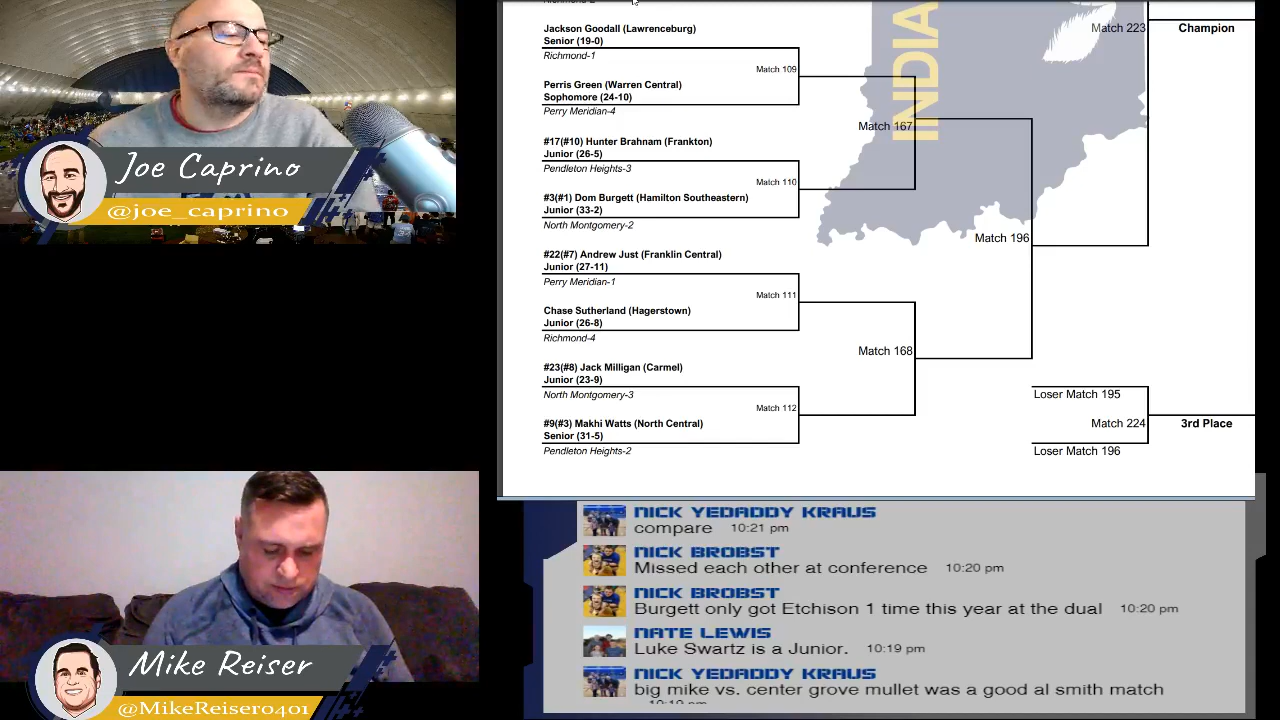 Jackson Goodall (Lawrenceburg)
Senior (19-0)
Richmond-1
Match 109
Perris Green (Warren Central)
Sophomore (24-10)
Perry Meridian-4
Match 167
#17(#10) Hunter Brahnam (Frankton)
Junior (26-5)
Pendleton Heights-3
Match 110
#3(#1) Dom Burgett (Hamilton Southeastern)
Junior (33-2)
North Montgomery-2
Match 196
#22(#7) Andrew Just (Franklin Central)
Junior (27-11)
Perry Meridian-1
Match 111
Chase Sutherland (Hagerstown)
Junior (26-8)
Richmond-4
Match 168
#23(#8) Jack Milligan (Carmel)
Junior (23-9)
North Montgomery-3
Match 112
#9(#3) Makhi Watts (North Central)
Senior (31-5)
Pendleton Heights-2
INDIA
Match 223
Champion
Loser Match 195
Match 224
3rd Place
Loser Match 196
Joe Caprino
@joe_caprino
Mike Reiser
@MikeReiser0401
NICK YEDADDY KRAUS
compare 10:21 pm
NICK BROBST
Missed each other at conference 10:20 pm
NICK BROBST
Burgett only got Etchison 1 time this year at the dual 10:20 pm
NATE LEWIS
Luke Swartz is a Junior. 10:19 pm
NICK YEDADDY KRAUS
big mike vs. center grove mullet was a good al smith match